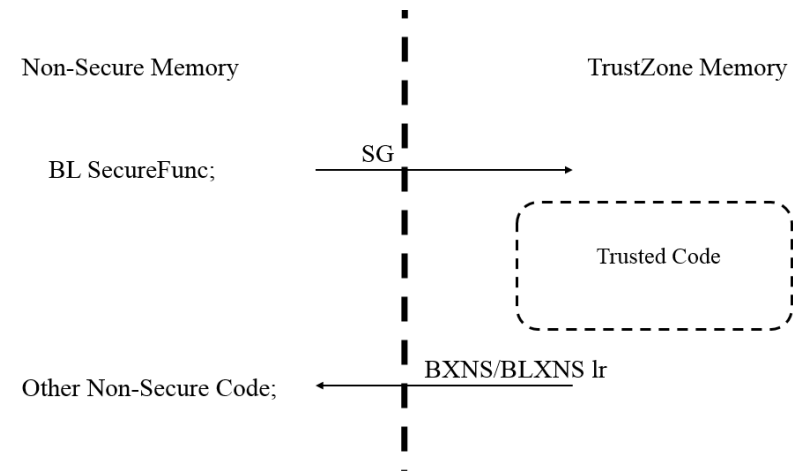 Non-Secure Memory
TrustZone Memory
SG
BL SecureFunc;
Trusted Code
BXNS/BLXNS lr
Other Non-Secure Code;